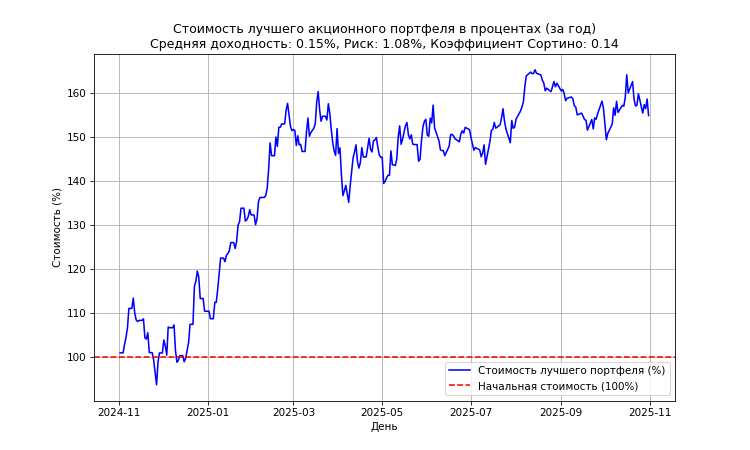 Стоимость лучшего акционного портфеля в процентах (за год)
Средняя доходность: 0.15%, Риск: 1.08%, Коэффициент Сортино: 0.14
Стоимость (%)
160
150
140
130
120
110
100
Стоимость лучшего портфеля (%)
Начальная стоимость (100%)
2024-11
2025-01
2025-03
2025-05
2025-07
2025-09
2025-11
День